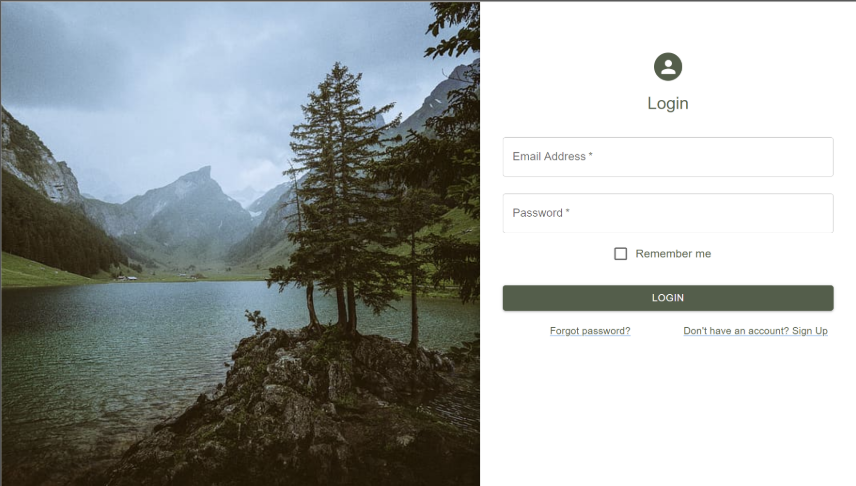 Login
Email Address *
Password *
Remember me
LOGIN
Forgot password?
Don't have an account? Sign Up